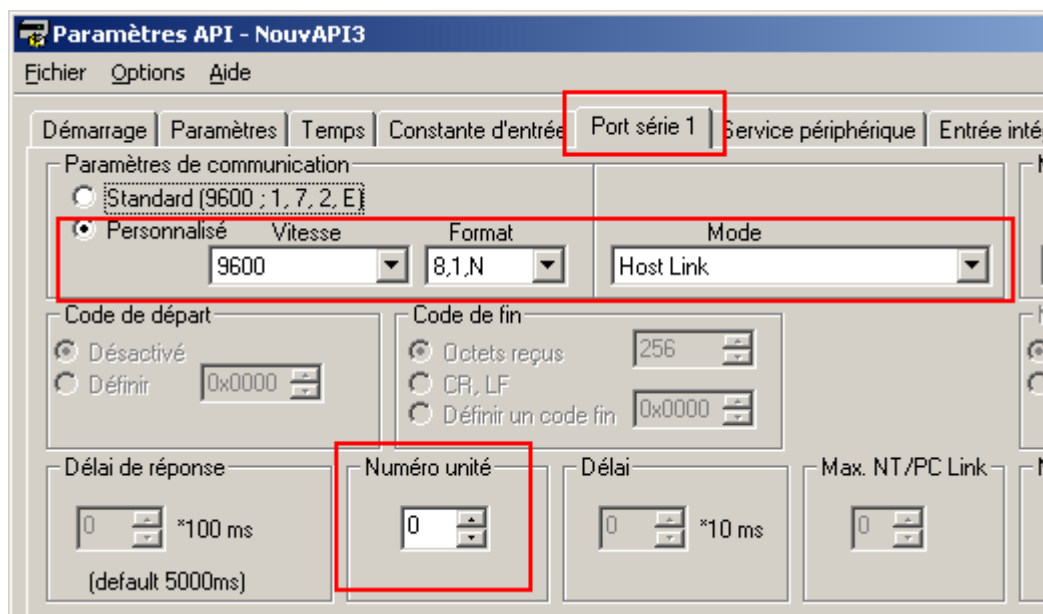 Paramètres API - NouvAPI3
Fichier Options Aide
Démarrage Paramètres Temps Constante d'entrée Port série 1 Service périphérique Entrée inté
Paramètres de communication
Standard (9600 ; 1, 7, 2, E)
Personnalisé Vitesse Format Mode
9600 8,1,N Host Link
Code de départ Code de fin
Désactivé Octets reçus 256
Définir 0x0000 CR, LF
Définir un code fin 0x0000
Délai de réponse Numéro unité Délai Max. NT/PC Link
0 *100 ms 0 0 *10 ms 0
(default 5000ms)